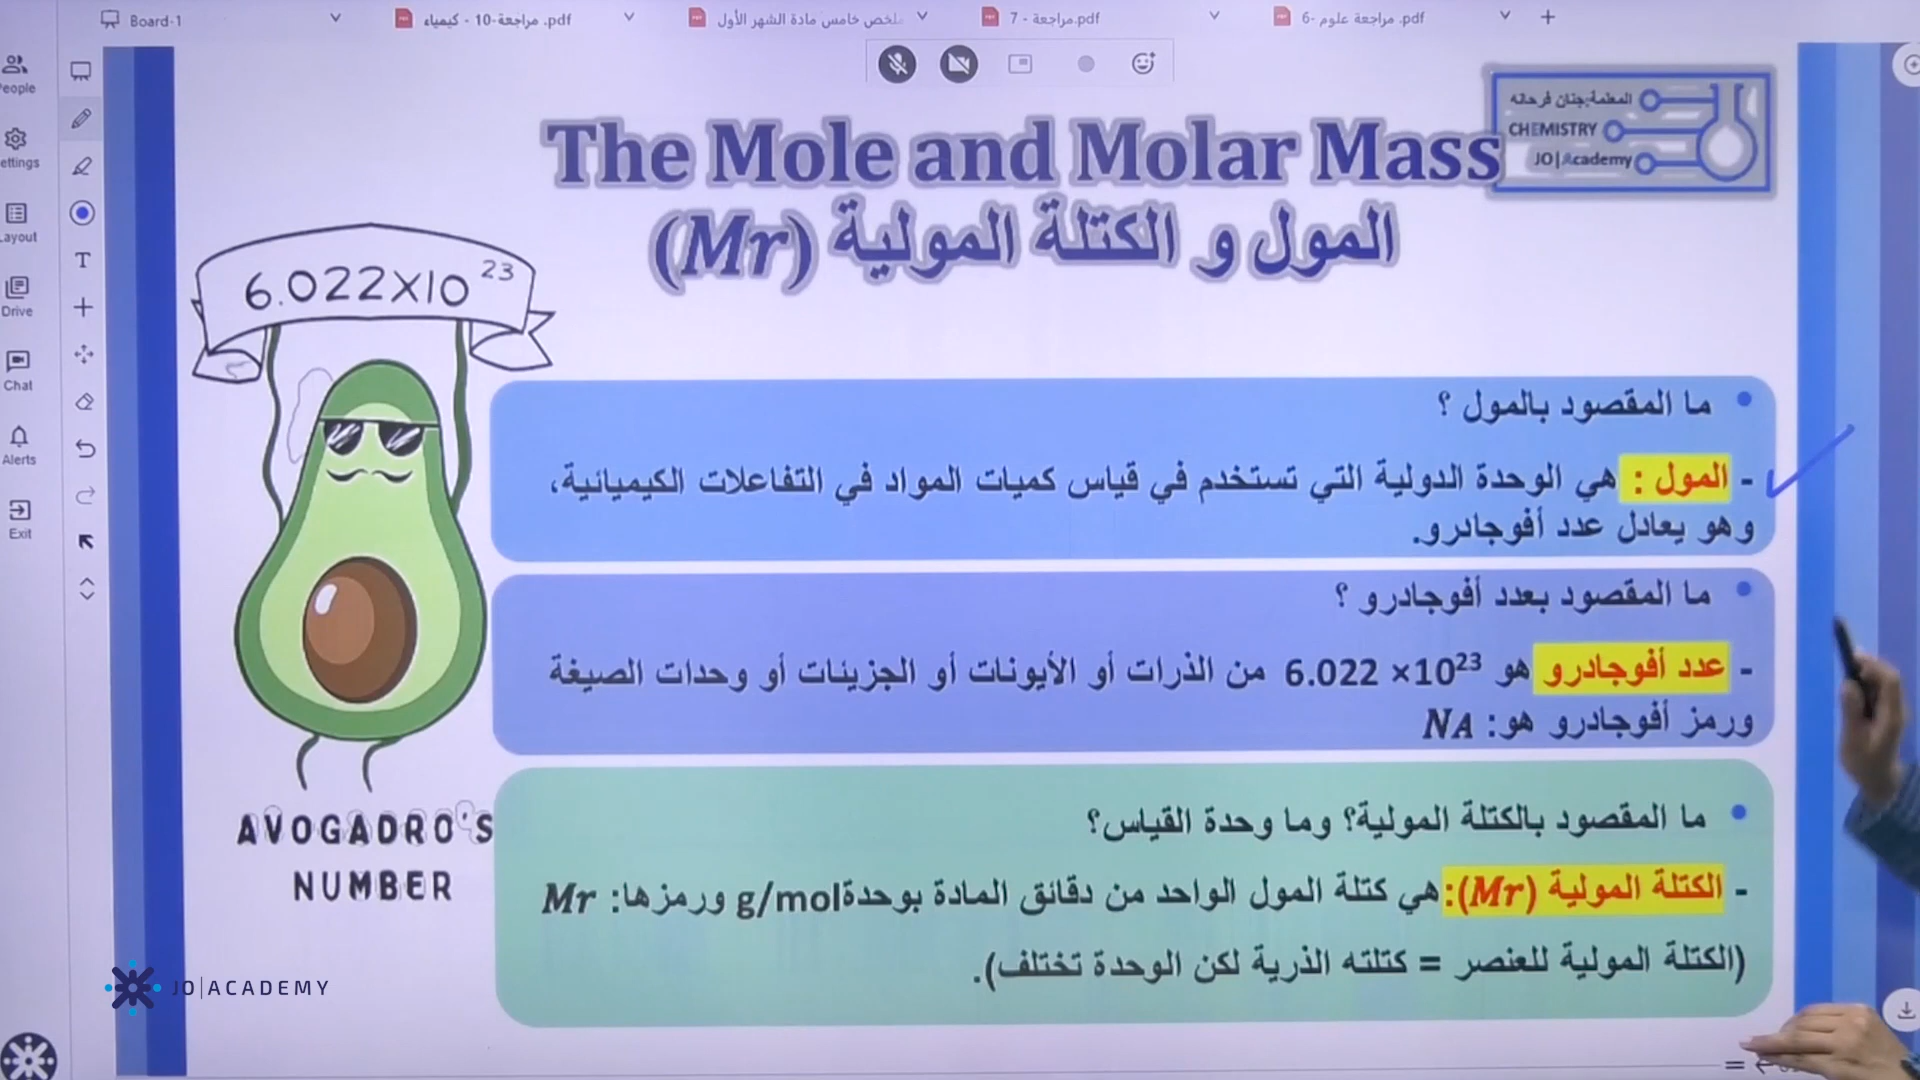 Board-1
مراجعة-10 - كيمياء .pdf
ملخص خامس مادة الشهر الأول
مراجعة - 7.pdf
مراجعة علوم -6 .pdf
People
Settings
Layout
Drive
Chat
Alerts
Exit
T
المعلمة:جنان فرحانه
CHEMISTRY
JO|Academy
The Mole and Molar Mass
المول و الكتلة المولية (Mr)
6.022X10 23
AVOGADRO'S
NUMBER
• ما المقصود بالمول ؟
- المول : هي الوحدة الدولية التي تستخدم في قياس كميات المواد في التفاعلات الكيميائية،
وهو يعادل عدد أفوجادرو.
• ما المقصود بعدد أفوجادرو ؟
- عدد أفوجادرو هو 6.022 ×10²³ من الذرات أو الأيونات أو الجزيئات أو وحدات الصيغة
ورمز أفوجادرو هو: NA
• ما المقصود بالكتلة المولية؟ وما وحدة القياس؟
- الكتلة المولية (Mr): هي كتلة المول الواحد من دقائق المادة بوحدةg/mol ورمزها: Mr
(الكتلة المولية للعنصر = كتلته الذرية لكن الوحدة تختلف).
JO|ACADEMY